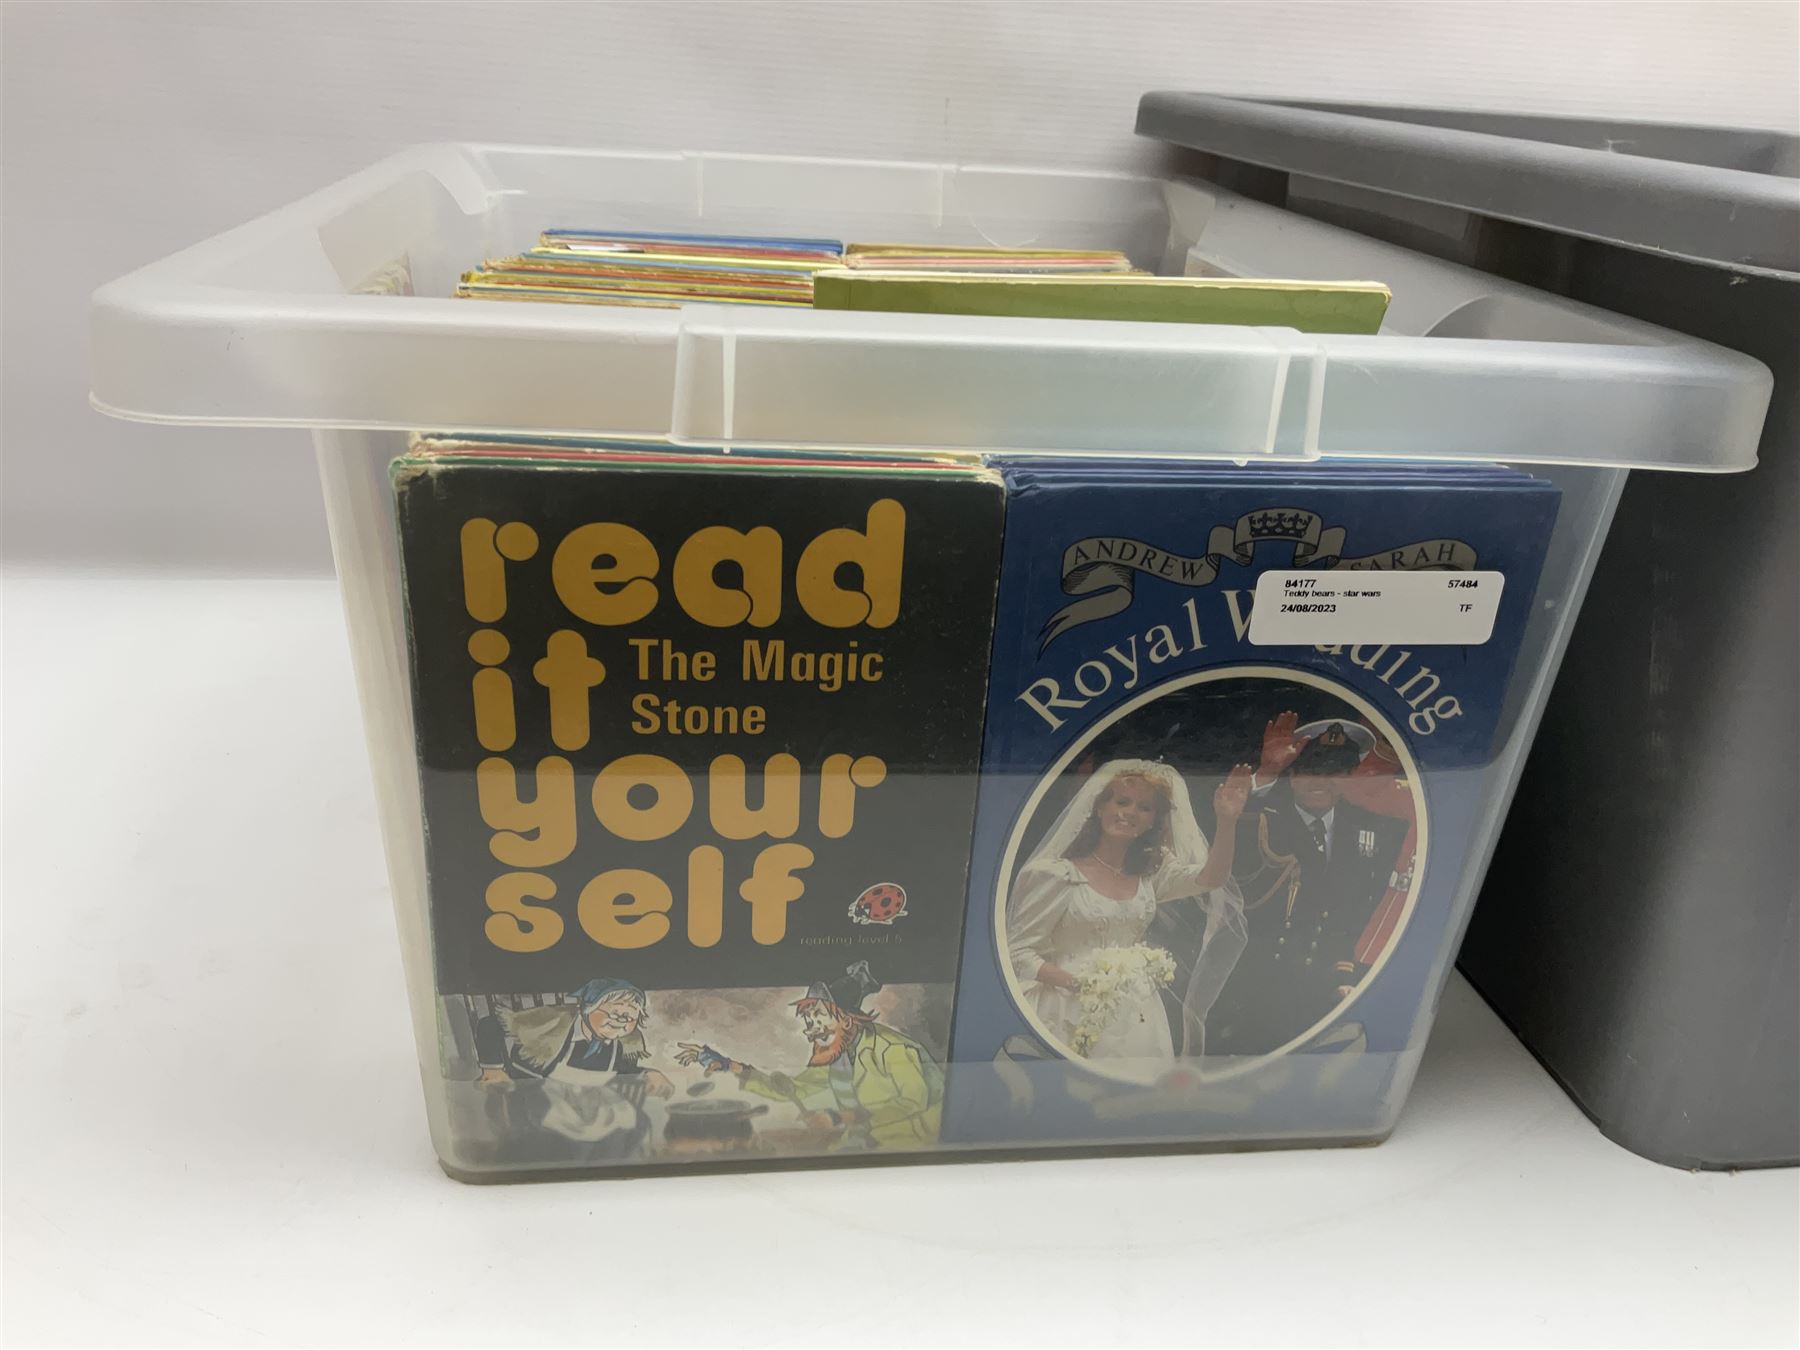 read
it
The Magic
Stone
your
self
reading level 5
ANDREW
SARAH
Royal Wedding
84177 57484
Teddy bears - star wars
24/08/2023 TF